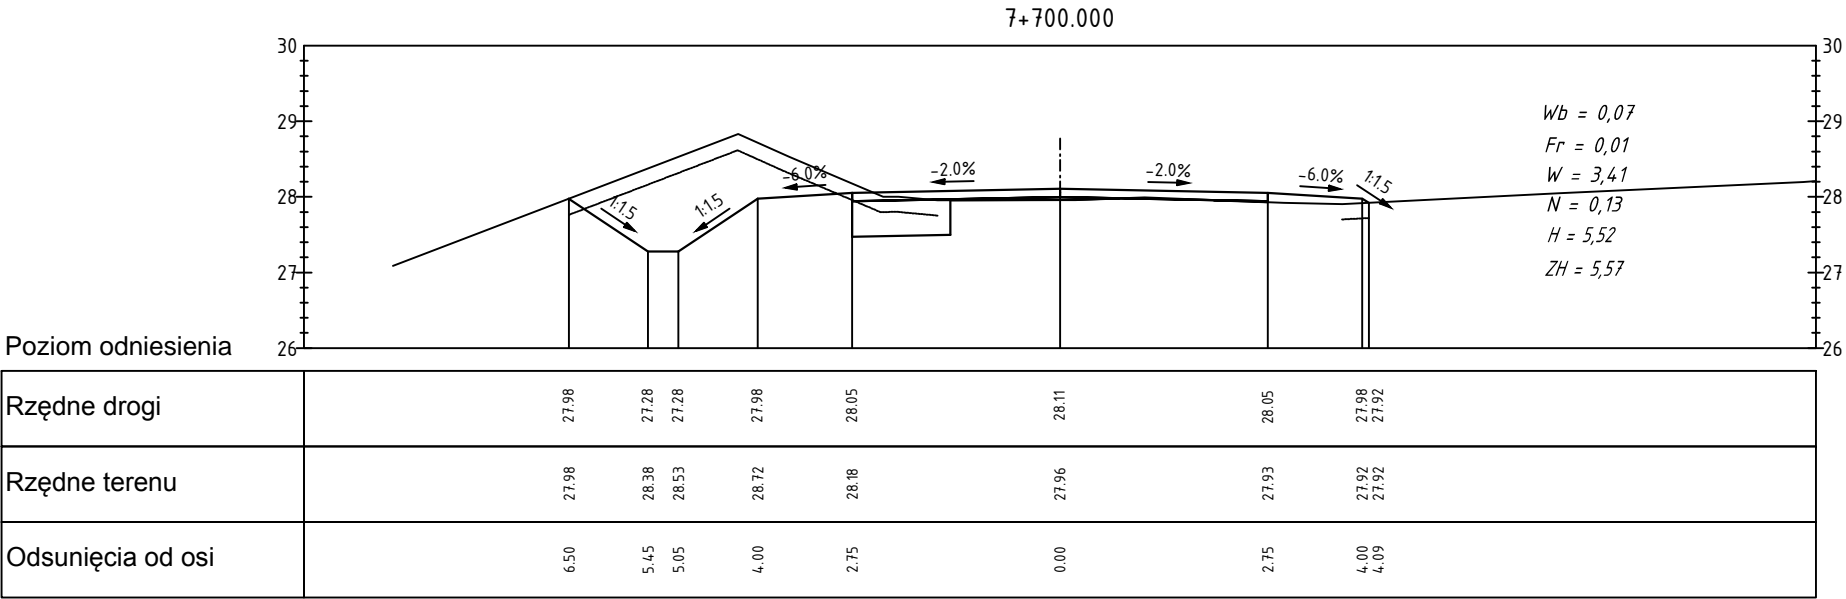 7+700.000
30 30
29 29
28 28
27 27
26 26
1:1.5
1:1.5
-6.0%
-2.0%
-2.0%
-6.0%
1:1.5
Wb = 0,07
Fr = 0,01
W = 3,41
N = 0,13
H = 5,52
ZH = 5,57
Poziom odniesienia
Rzędne drogi 27.98 27.28 27.28 27.98 28.05 28.11 28.05 27.98 27.92
Rzędne terenu 27.98 28.38 28.53 28.72 28.18 27.96 27.93 27.92 27.92
Odsunięcia od osi 6.50 5.45 5.05 4.00 2.75 0.00 2.75 4.00 4.09